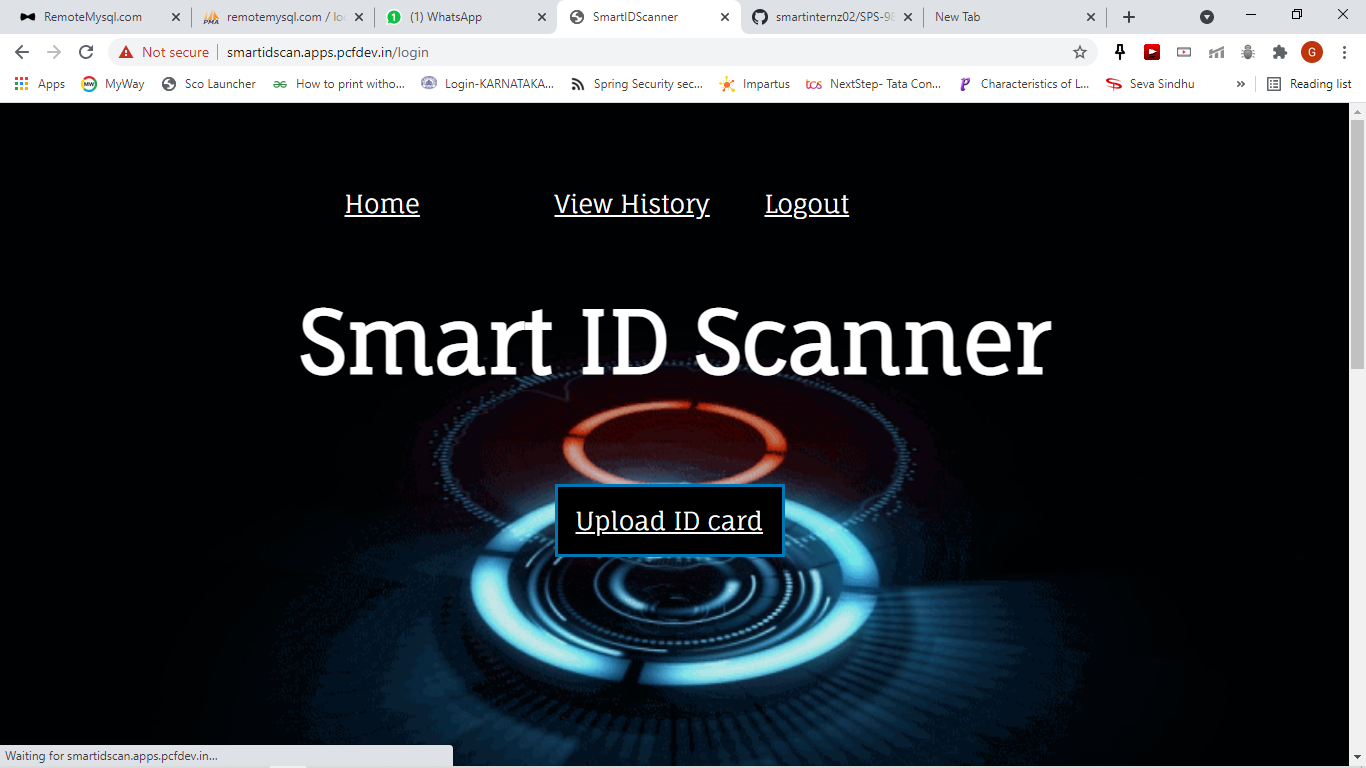 RemoteMysql.com
remotemysql.com / loc
(1) WhatsApp
SmartIDScanner
smartinternz02/SPS-98
New Tab
Not secure
smartidscan.apps.pcfdev.in/login
G
Apps
MyWay
Sco Launcher
How to print witho...
Login-KARNATAKA...
Spring Security sec...
Impartus
NextStep- Tata Con...
Characteristics of L...
Seva Sindhu
Reading list
Home
View History
Logout
Smart ID Scanner
Upload ID card
Waiting for smartidscan.apps.pcfdev.in...